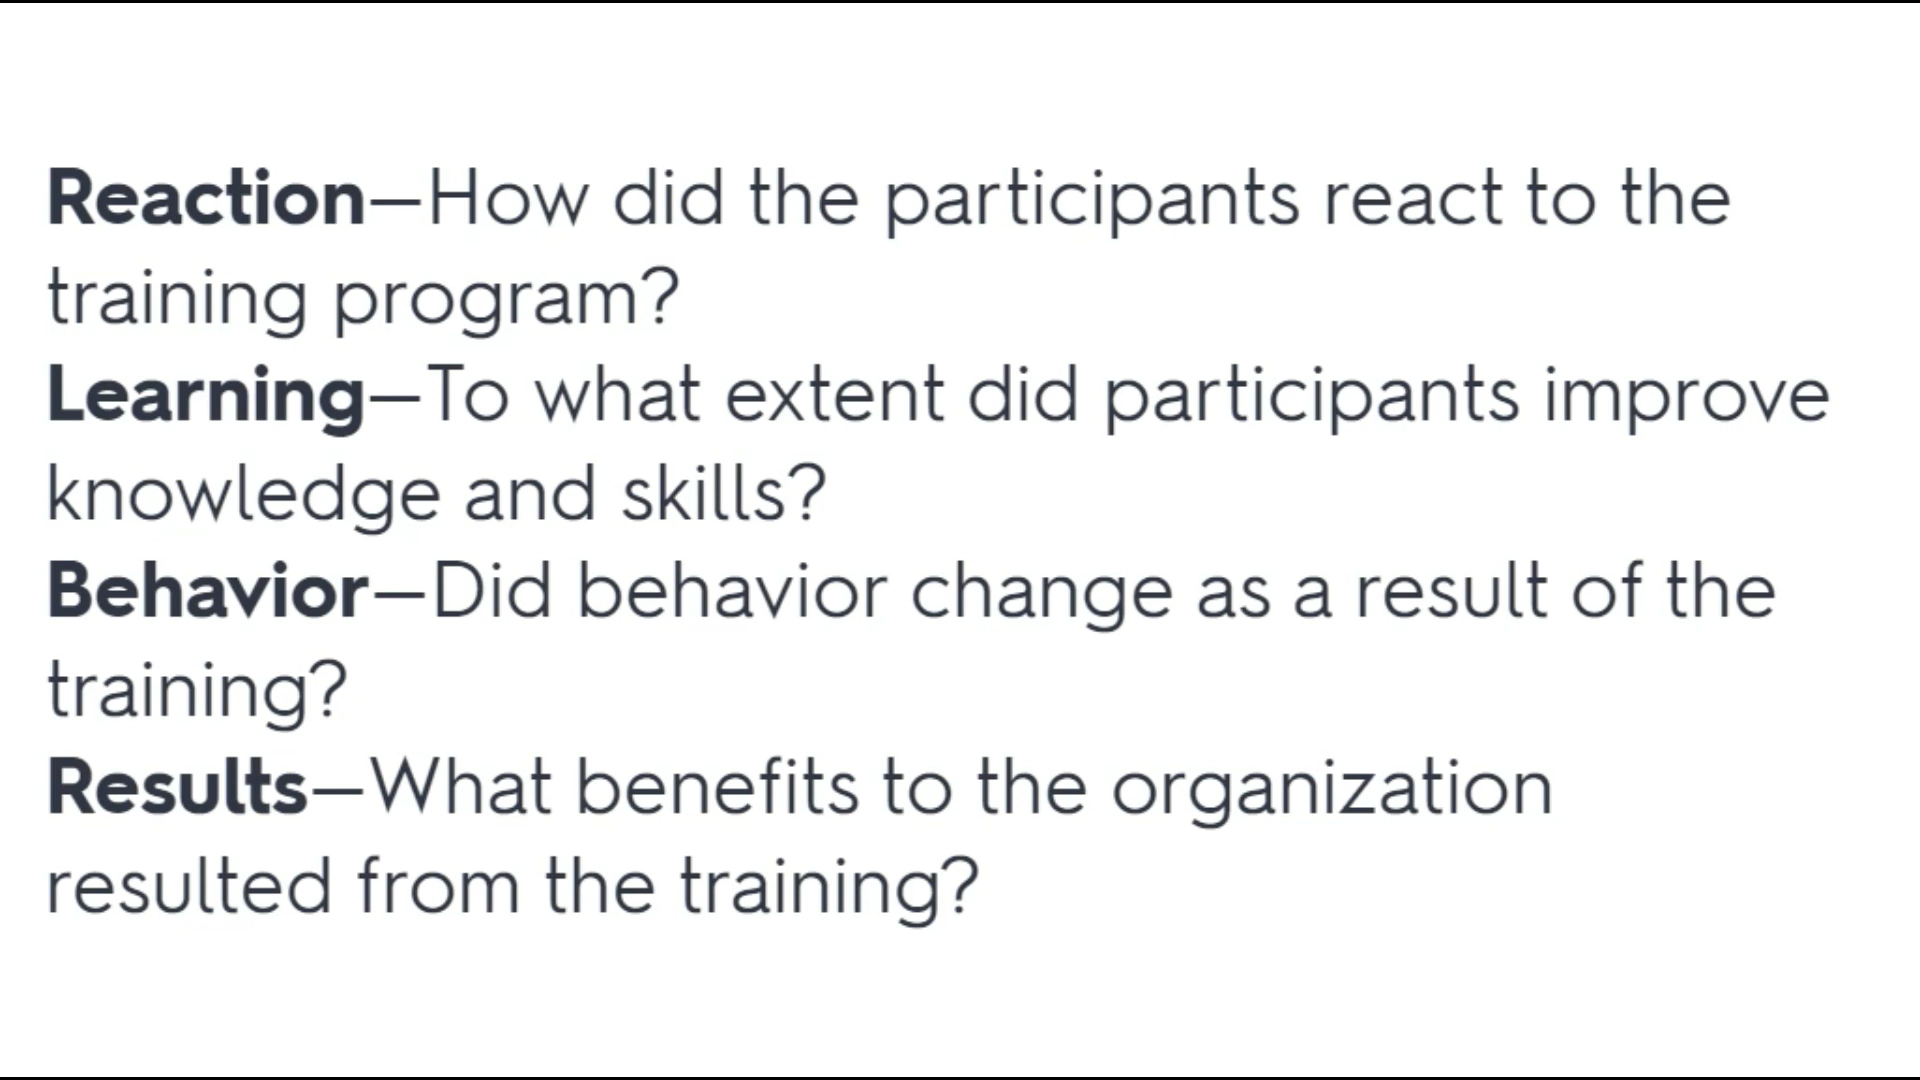 Reaction—How did the participants react to the
training program?
Learning—To what extent did participants improve
knowledge and skills?
Behavior—Did behavior change as a result of the
training?
Results—What benefits to the organization
resulted from the training?